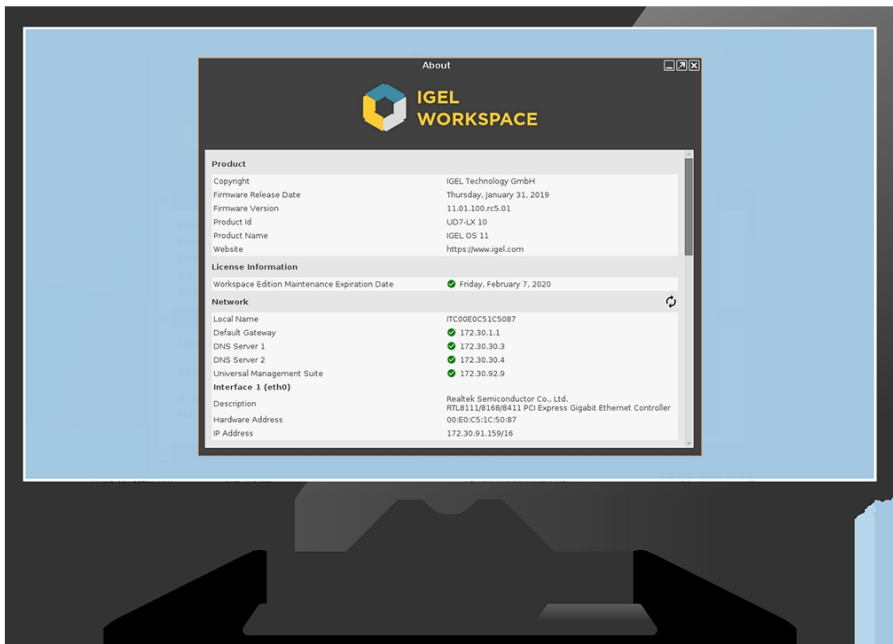 About
IGEL
WORKSPACE
Product
Copyright IGEL Technology GmbH
Firmware Release Date Thursday, January 31, 2019
Firmware Version 11.01.100.rc5.01
Product Id UD7-LX 10
Product Name IGEL OS 11
Website https://www.igel.com
License Information
Workspace Edition Maintenance Expiration Date Friday, February 7, 2020
Network
Local Name ITC00E0C51C5087
Default Gateway 172.30.1.1
DNS Server 1 172.30.30.3
DNS Server 2 172.30.30.4
Universal Management Suite 172.30.92.9
Interface 1 (eth0)
Description Realtek Semiconductor Co., Ltd.
RTL8111/8168/8411 PCI Express Gigabit Ethernet Controller
Hardware Address 00:E0:C5:1C:50:87
IP Address 172.30.91.159/16